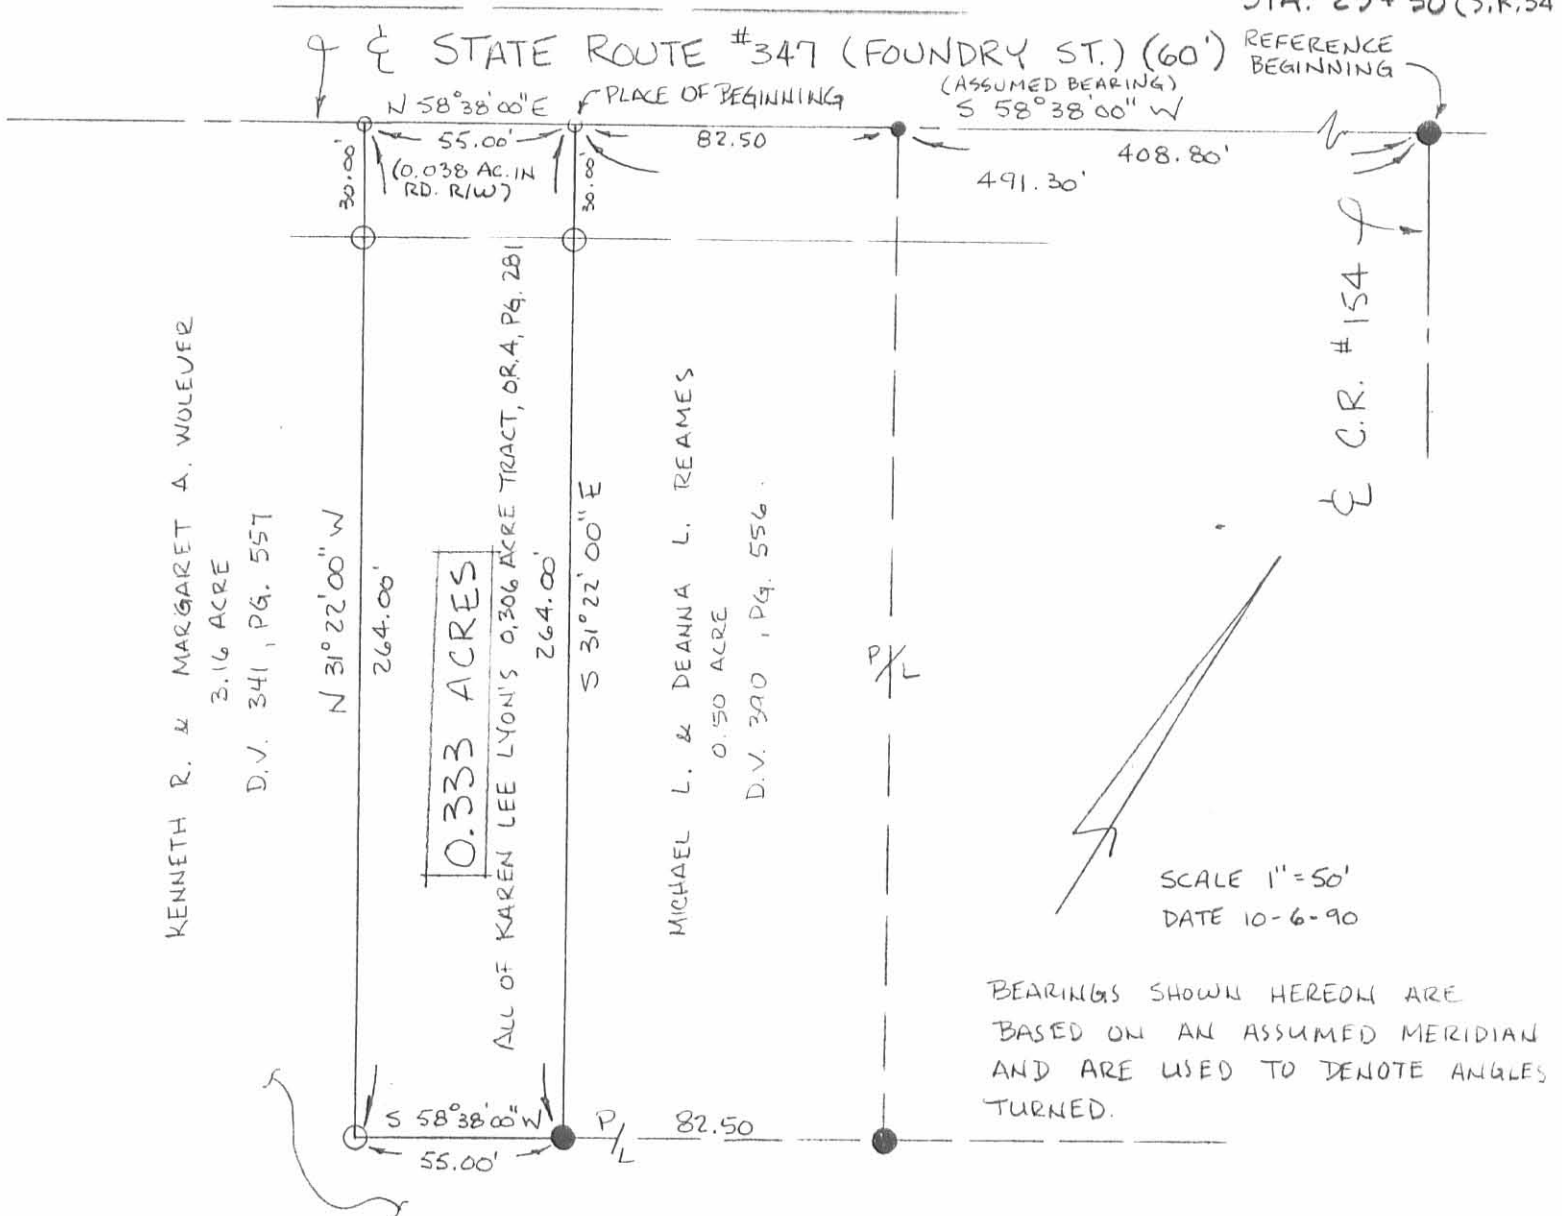 ℄ STATE ROUTE #347 (FOUNDRY ST.) (60')
REFERENCE
BEGINNING
N 58°38'00"E
PLACE OF BEGINNING
(ASSUMED BEARING)
S 58°38'00" W
55.00'
82.50
408.80'
491.30'
(0.038 AC. IN
RD. R/W)
30.00'
30.00'
℄ C.R. #154
KENNETH R. & MARGARET A. WOLEVER
3.16 ACRE
D.V. 341, PG. 557
N 31°22'00" W
264.00'
0.333 ACRES
ALL OF KAREN LEE LYON'S 0.306 ACRE TRACT, O.R. 4, PG. 281
264.00'
S 31°22'00" E
MICHAEL L. & DEANNA L. REAMES
0.50 ACRE
D.V. 390, PG. 556.
P/L
SCALE 1"=50'
DATE 10-6-90
BEARINGS SHOWN HEREON ARE
BASED ON AN ASSUMED MERIDIAN
AND ARE USED TO DENOTE ANGLES
TURNED.
S 58°38'00" W
P/L
82.50
55.00'